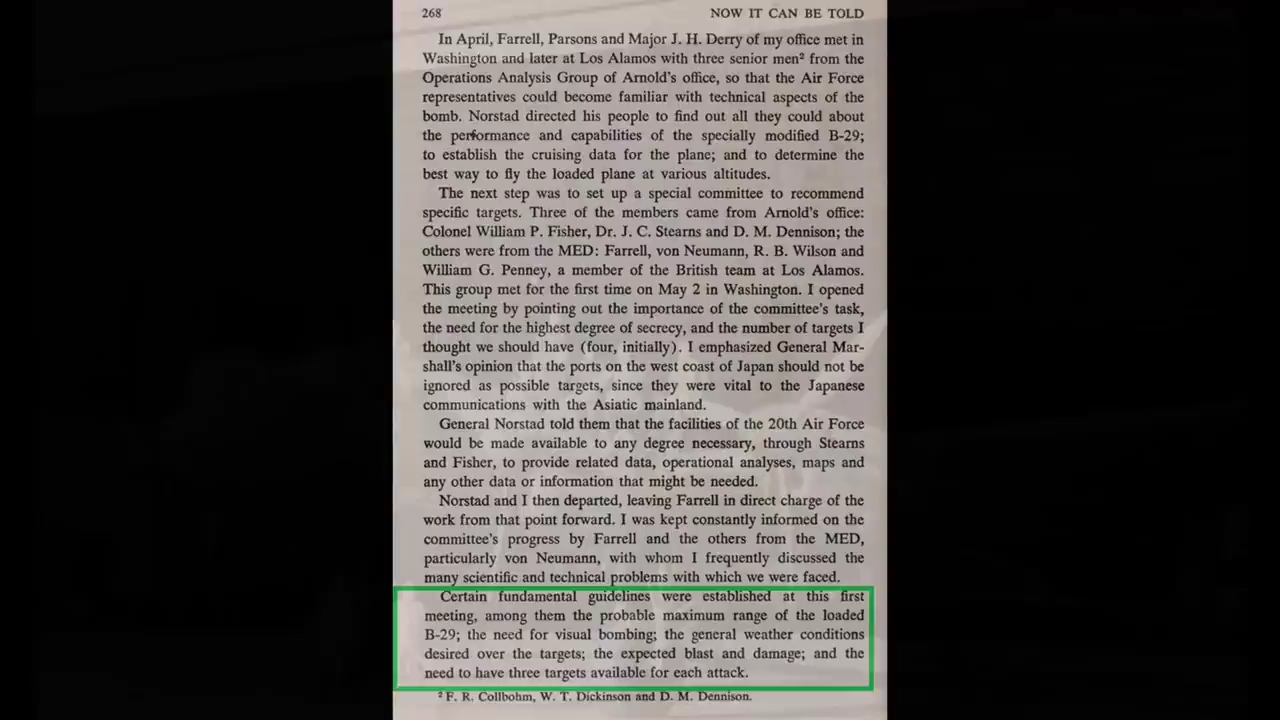 268 NOW IT CAN BE TOLD
In April, Farrell, Parsons and Major J. H. Derry of my office met in
Washington and later at Los Alamos with three senior men² from the
Operations Analysis Group of Arnold's office, so that the Air Force
representatives could become familiar with technical aspects of the
bomb. Norstad directed his people to find out all they could about
the performance and capabilities of the specially modified B-29;
to establish the cruising data for the plane; and to determine the
best way to fly the loaded plane at various altitudes.
The next step was to set up a special committee to recommend
specific targets. Three of the members came from Arnold's office:
Colonel William P. Fisher, Dr. J. C. Stearns and D. M. Dennison; the
others were from the MED: Farrell, von Neumann, R. B. Wilson and
William G. Penney, a member of the British team at Los Alamos.
This group met for the first time on May 2 in Washington. I opened
the meeting by pointing out the importance of the committee's task,
the need for the highest degree of secrecy, and the number of targets I
thought we should have (four, initially). I emphasized General Mar-
shall's opinion that the ports on the west coast of Japan should not be
ignored as possible targets, since they were vital to the Japanese
communications with the Asiatic mainland.
General Norstad told them that the facilities of the 20th Air Force
would be made available to any degree necessary, through Stearns
and Fisher, to provide related data, operational analyses, maps and
any other data or information that might be needed.
Norstad and I then departed, leaving Farrell in direct charge of the
work from that point forward. I was kept constantly informed on the
committee's progress by Farrell and the others from the MED,
particularly von Neumann, with whom I frequently discussed the
many scientific and technical problems with which we were faced.
Certain fundamental guidelines were established at this first
meeting, among them the probable maximum range of the loaded
B-29; the need for visual bombing; the general weather conditions
desired over the targets; the expected blast and damage; and the
need to have three targets available for each attack.
² F. R. Collbohm, W. T. Dickinson and D. M. Dennison.